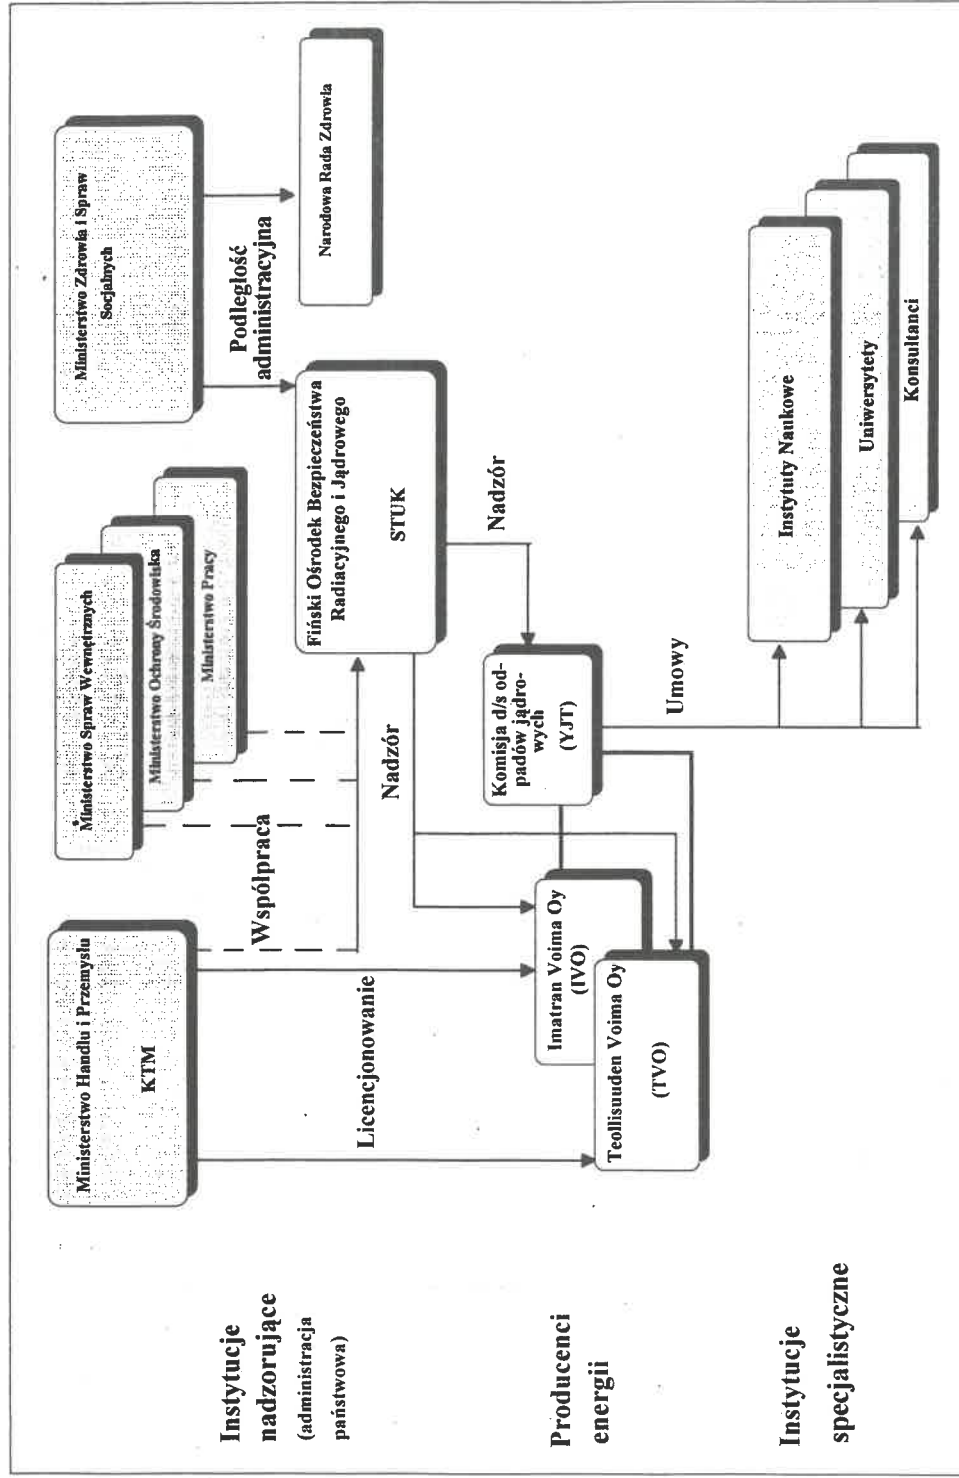 Instytucje
nadzorujące
(administracja
państwowa)
Producenci
energii
Instytucje
specjalistyczne
Ministerstwo Handlu i Przemysłu
KTM
Ministerstwo Spraw Wewnętrznych
Ministerstwo Ochrony Środowiska
Ministerstwo Pracy
Ministerstwo Zdrowia i Spraw
Socjalnych
Współpraca
Podległość
administracyjna
Narodowa Rada Zdrowia
Fiński Ośrodek Bezpieczeństwa
Radiacyjnego i Jądrowego
STUK
Licencjonowanie
Nadzór
Nadzór
Imatran Voima Oy
(IVO)
Teollisuuden Voima Oy
(TVO)
Komisja d/s od-
padów jądro-
wych
(YJT)
Umowy
Instytuty Naukowe
Uniwersytety
Konsultanci